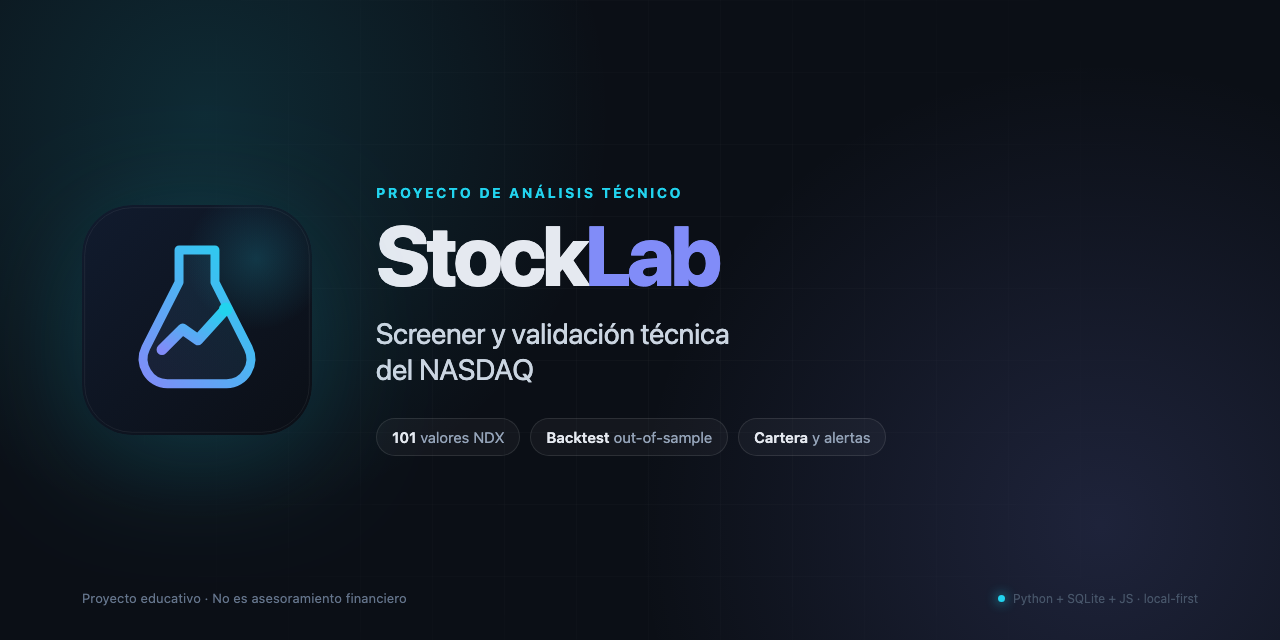 PROYECTO DE ANÁLISIS TÉCNICO
StockLab
Screener y validación técnica
del NASDAQ
101 valores NDX
Backtest out-of-sample
Cartera y alertas
Proyecto educativo · No es asesoramiento financiero
Python + SQLite + JS · local-first